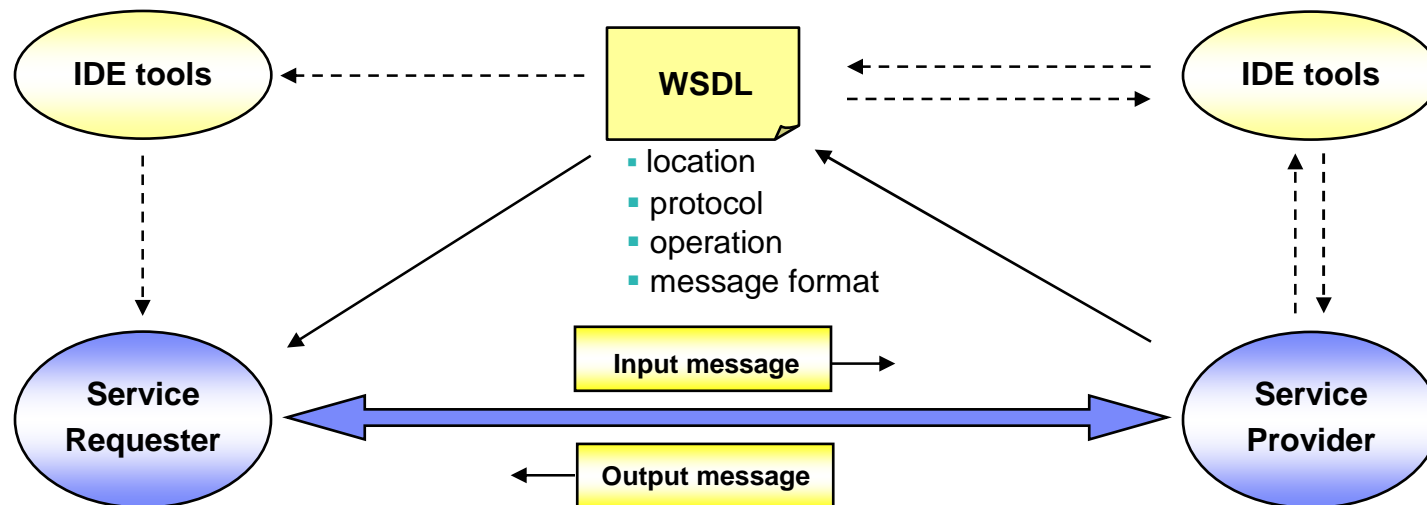 IDE tools
WSDL
IDE tools
location
protocol
operation
message format
Input message
Service
Requester
Service
Provider
Output message